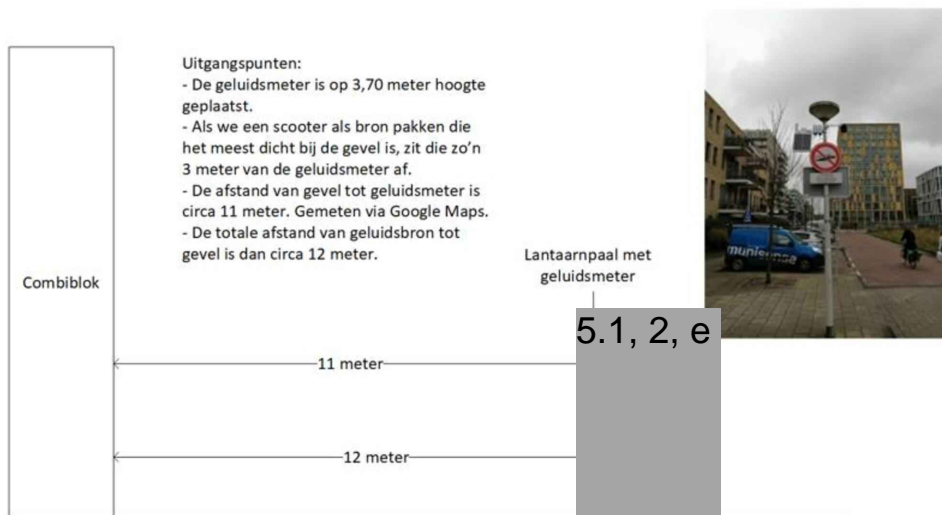 Uitgangspunten:
- De geluidsmeter is op 3,70 meter hoogte
geplaatst.
- Als we een scooter als bron pakken die
het meest dicht bij de gevel is, zit die zo'n
3 meter van de geluidsmeter af.
- De afstand van gevel tot geluidsmeter is
circa 11 meter. Gemeten via Google Maps.
- De totale afstand van geluidsbron tot
gevel is dan circa 12 meter.
Lantaarnpaal met
geluidsmeter
Combiblok
5.1, 2, e
11 meter
12 meter